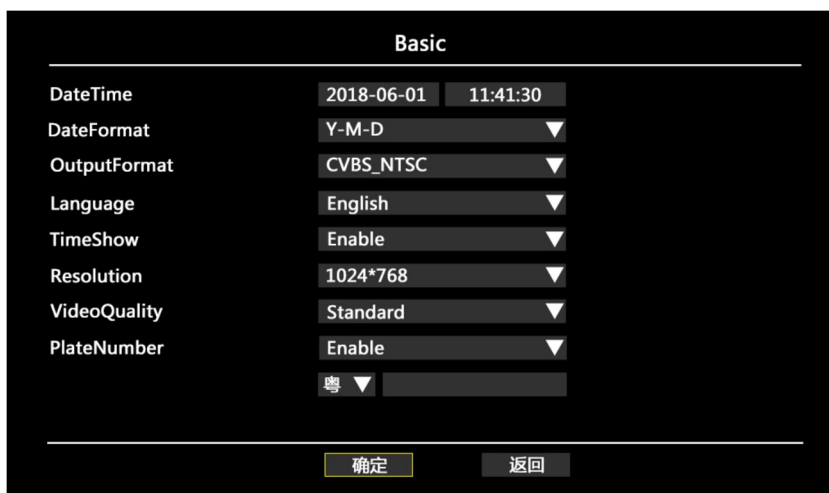 Basic
DateTime 2018-06-01 11:41:30
DateFormat Y-M-D
OutputFormat CVBS_NTSC
Language English
TimeShow Enable
Resolution 1024*768
VideoQuality Standard
PlateNumber Enable
粤
确定 返回